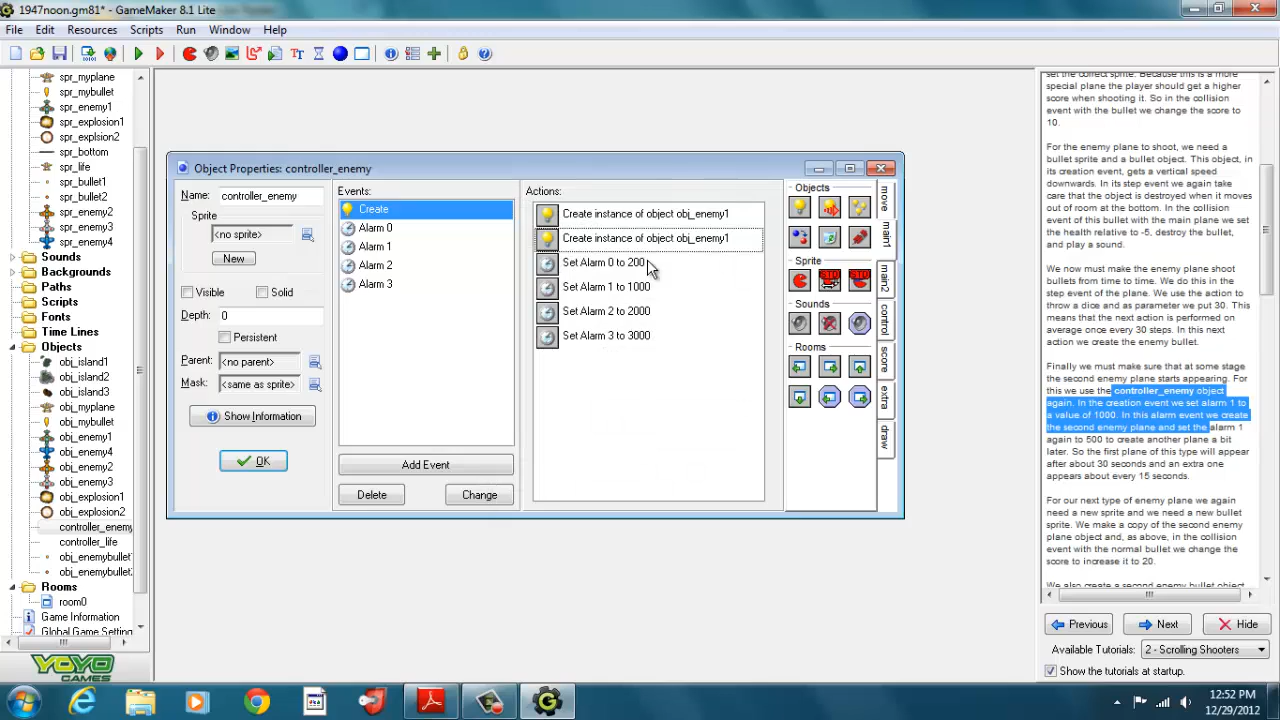 1947noon.gm81* - GameMaker 8.1 Lite
File Edit Resources Scripts Run Window Help
spr_myplane
spr_mybullet
spr_enemy1
spr_explosion1
spr_explsion2
spr_bottom
spr_life
spr_bullet1
spr_bullet2
spr_enemy2
spr_enemy3
spr_enemy4
Sounds
Backgrounds
Paths
Scripts
Fonts
Time Lines
Objects
obj_island1
obj_island2
obj_island3
obj_myplane
obj_mybullet
obj_enemy1
obj_enemy2
obj_enemy3
obj_explosion1
obj_explosion2
controller_enemy
controller_life
obj_enemybullet
obj_enemybullet
Rooms
room0
Game Information
Global Game Setting
YOYO
GAMES
Object Properties: controller_enemy
Name: controller_enemy
Sprite
<no sprite>
New
Visible Solid
Depth: 0
Persistent
Parent: <no parent>
Mask: <same as sprite>
Show Information
OK
Events:
Create
Alarm 0
Alarm 1
Alarm 2
Alarm 3
Add Event
Delete Change
Actions:
Create instance of object obj_enemy1
Create instance of object obj_enemy1
Set Alarm 0 to 200
Set Alarm 1 to 1000
Set Alarm 2 to 2000
Set Alarm 3 to 3000
Objects
Sprite
Sounds
Rooms
move
main1
main2
control
score
extra
draw
set the correct sprite. Because this is a more
special plane the player should get a higher
score when shooting it. So in the collision
event with the bullet we change the score to
10.
For the enemy plane to shoot, we need a
bullet sprite and a bullet object. This object, in
its creation event, gets a vertical speed
downwards. In its step event we again take
care that the object is destroyed when it moves
out of room at the bottom. In the collision
event of this bullet with the main plane we set
the health relative to -5, destroy the bullet,
and play a sound.
We now must make the enemy plane shoot
bullets from time to time. We do this in the
step event of the plane. We use the action to
throw a dice and as parameter we put 30. This
means that the next action is performed on
average once every 30 steps. In this next
action we create the enemy bullet.
Finally we must make sure that at some stage
the second enemy plane starts appearing. For
this we use the controller_enemy object
again. In the creation event we set alarm 1 to
a value of 1000. In this alarm event we create
the second enemy plane and set the alarm 1
again to 500 to create another plane a bit
later. So the first plane of this type will appear
after about 30 seconds and an extra one
appears about every 15 seconds.
For our next type of enemy plane we again
need a new sprite and we need a new bullet
sprite. We make a copy of the second enemy
plane object and, as above, in the collision
event with the normal bullet we change the
score to increase it to 20.
We also create a second enemy bullet object
Previous Next Hide
Available Tutorials: 2 - Scrolling Shooters
Show the tutorials at startup.
12:52 PM
12/29/2012